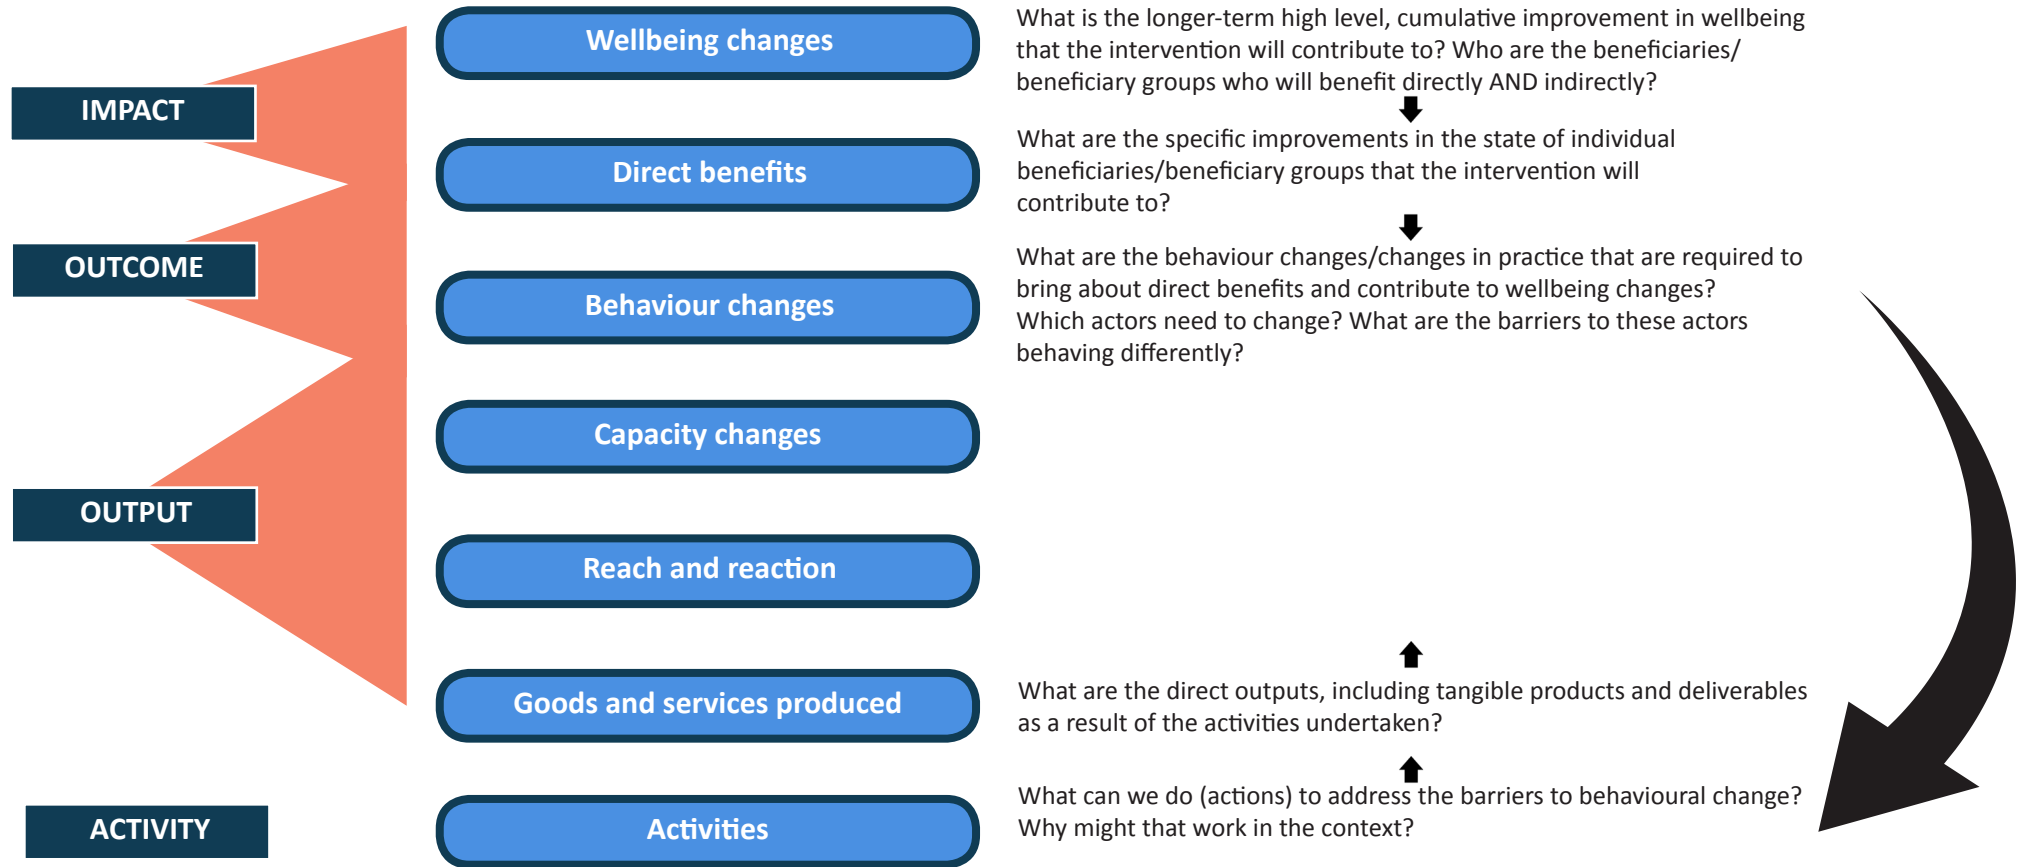 IMPACT
OUTCOME
OUTPUT
ACTIVITY
Wellbeing changes
What is the longer-term high level, cumulative improvement in wellbeing
that the intervention will contribute to? Who are the beneficiaries/
beneficiary groups who will benefit directly AND indirectly?
Direct benefits
What are the specific improvements in the state of individual
beneficiaries/beneficiary groups that the intervention will
contribute to?
Behaviour changes
What are the behaviour changes/changes in practice that are required to
bring about direct benefits and contribute to wellbeing changes?
Which actors need to change? What are the barriers to these actors
behaving differently?
Capacity changes
Reach and reaction
Goods and services produced
What are the direct outputs, including tangible products and deliverables
as a result of the activities undertaken?
Activities
What can we do (actions) to address the barriers to behavioural change?
Why might that work in the context?